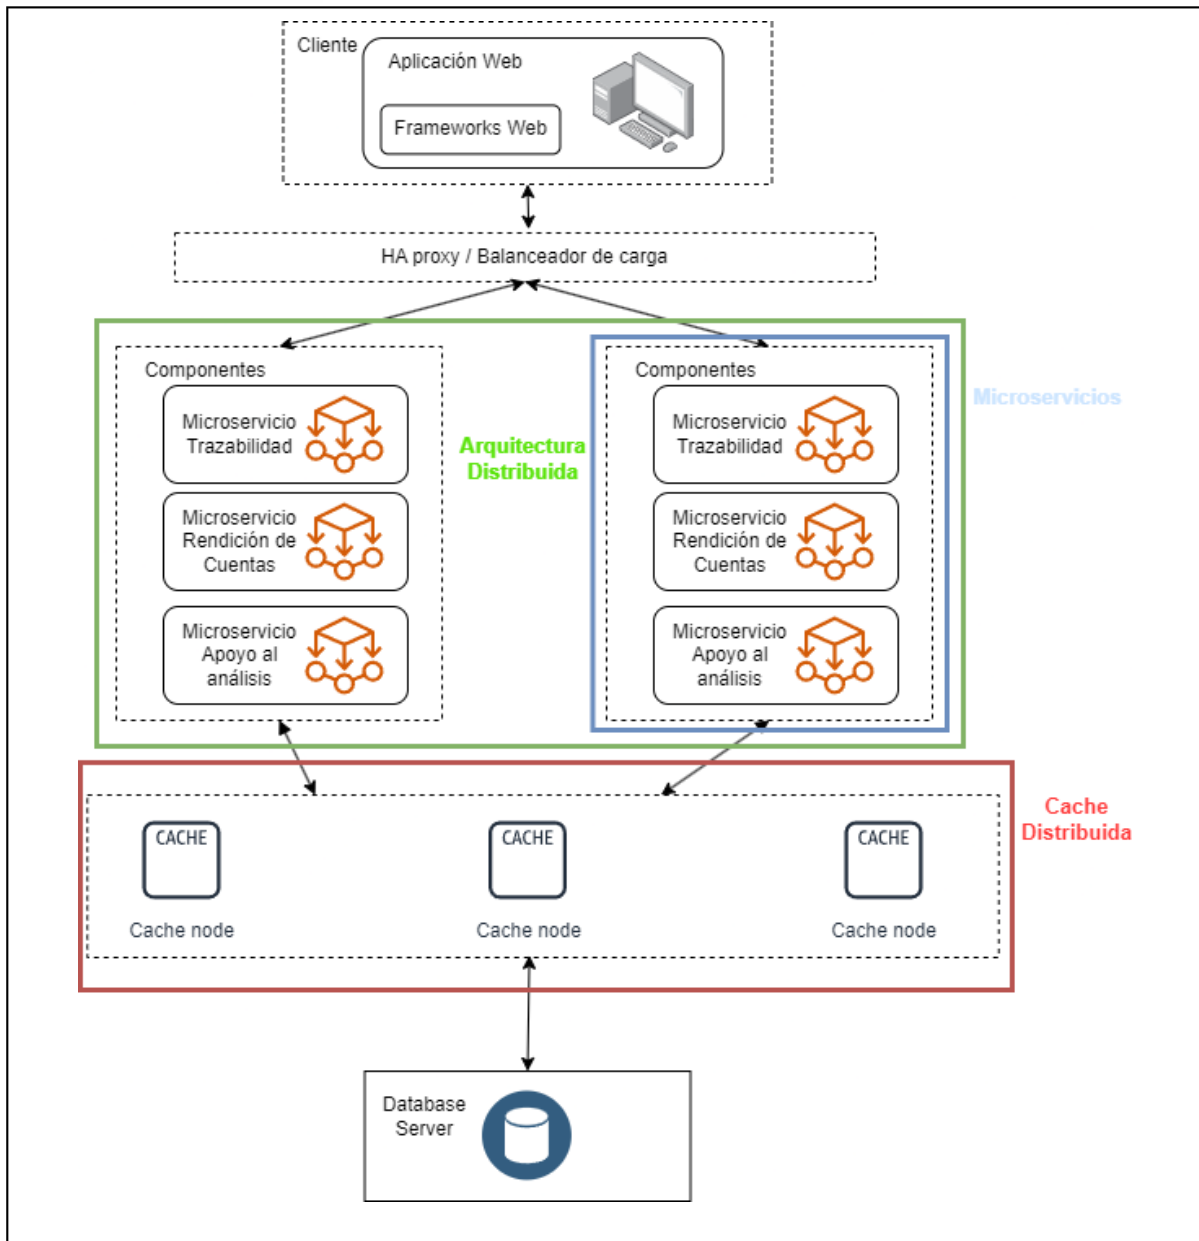 Cliente
Aplicación Web
Frameworks Web
HA proxy / Balanceador de carga
Componentes
Microservicio
Trazabilidad
Microservicio
Rendición de
Cuentas
Microservicio
Apoyo al
análisis
Arquitectura
Distribuida
Componentes
Microservicio
Trazabilidad
Microservicio
Rendición de
Cuentas
Microservicio
Apoyo al
análisis
Microservicios
CACHE
Cache node
CACHE
Cache node
CACHE
Cache node
Cache
Distribuida
Database
Server